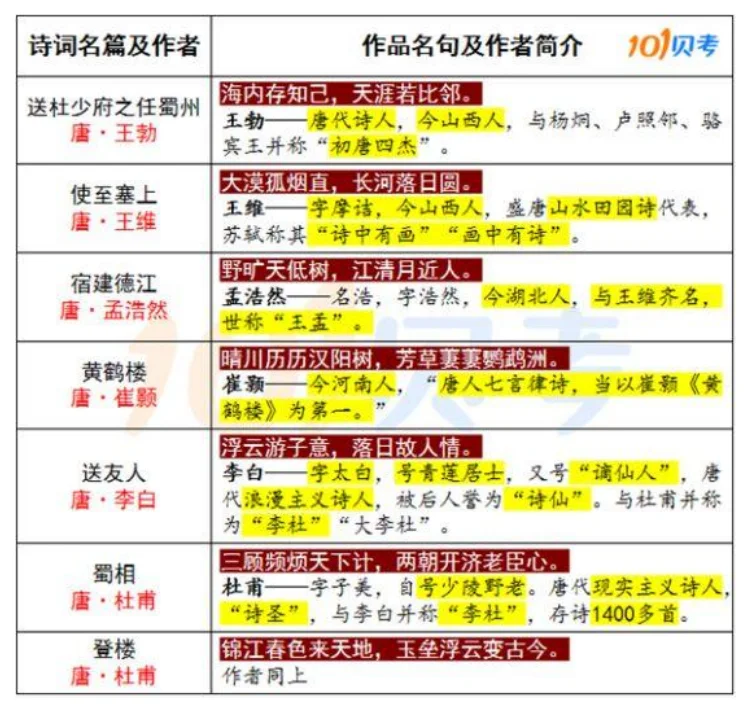 诗词名篇及作者
作品名句及作者简介
101贝考
送杜少府之任蜀州
唐·王勃
海内存知己，天涯若比邻。
王勃——唐代诗人，今山西人，与杨炯、卢照邻、骆
宾王并称“初唐四杰”。
使至塞上
唐·王维
大漠孤烟直，长河落日圆。
王维——字摩诘，今山西人，盛唐山水田园诗代表，
苏轼称其“诗中有画”“画中有诗”。
宿建德江
唐·孟浩然
野旷天低树，江清月近人。
孟浩然——名浩，字浩然，今湖北人，与王维齐名，
世称“王孟”。
黄鹤楼
唐·崔颢
晴川历历汉阳树，芳草萋萋鹦鹉洲。
崔颢——今河南人，“唐人七言律诗，当以崔颢《黄
鹤楼》为第一。”
送友人
唐·李白
浮云游子意，落日故人情。
李白——字太白，号青莲居士，又号“谪仙人”，唐
代浪漫主义诗人，被后人誉为“诗仙”。与杜甫并称
为“李杜”“大李杜”。
蜀相
唐·杜甫
三顾频烦天下计，两朝开济老臣心。
杜甫——字子美，自号少陵野老。唐代现实主义诗人，
“诗圣”，与李白并称“李杜”，存诗1400多首。
登楼
唐·杜甫
锦江春色来天地，玉垒浮云变古今。
作者同上
101贝考